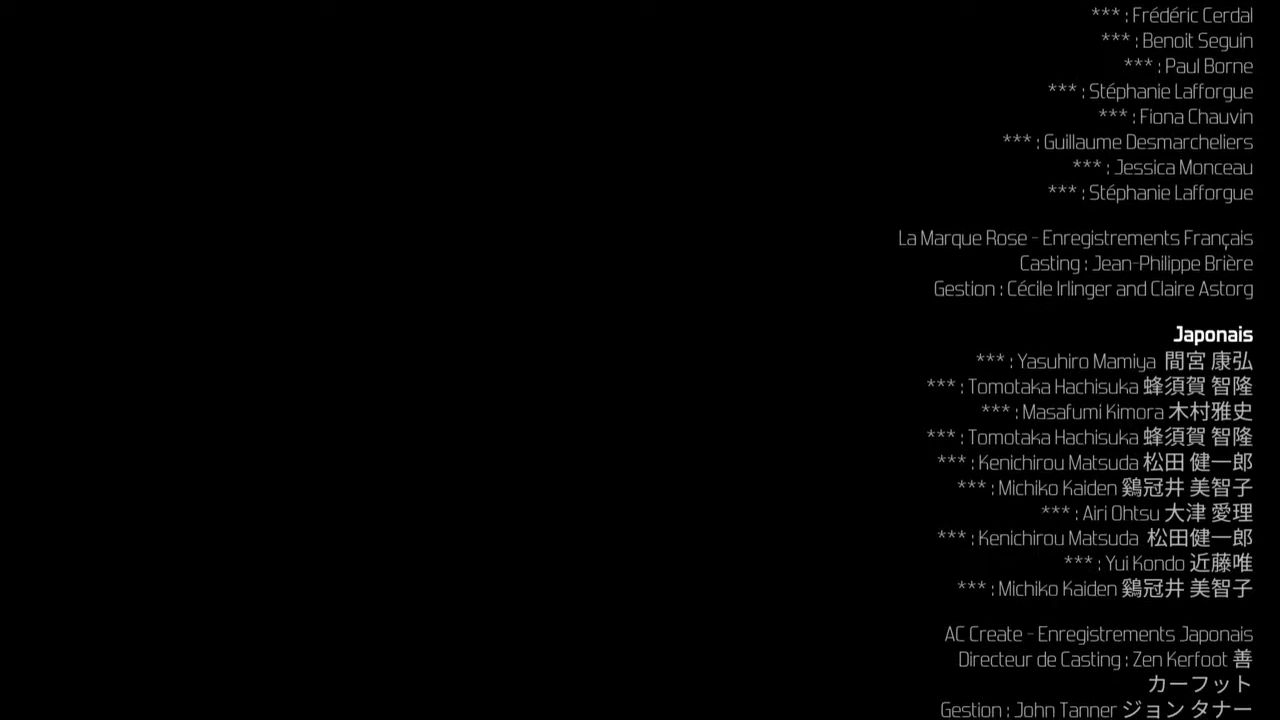 *** : Frédéric Cerdal
*** : Benoit Seguin
*** : Paul Borne
*** : Stéphanie Lafforgue
*** : Fiona Chauvin
*** : Guillaume Desmarcheliers
*** : Jessica Monceau
*** : Stéphanie Lafforgue
La Marque Rose - Enregistrements Français
Casting : Jean-Philippe Brière
Gestion : Cécile Irlinger and Claire Astorg
Japonais
*** : Yasuhiro Mamiya 間宮 康弘
*** : Tomotaka Hachisuka 蜂須賀 智隆
*** : Masafumi Kimora 木村雅史
*** : Tomotaka Hachisuka 蜂須賀 智隆
*** : Kenichirou Matsuda 松田 健一郎
*** : Michiko Kaiden 鷄冠井 美智子
*** : Airi Ohtsu 大津 愛理
*** : Kenichirou Matsuda 松田健一郎
*** : Yui Kondo 近藤唯
*** : Michiko Kaiden 鷄冠井 美智子
AC Create - Enregistrements Japonais
Directeur de Casting : Zen Kerfoot 善
カーフット
Gestion : John Tanner ジョン タナー